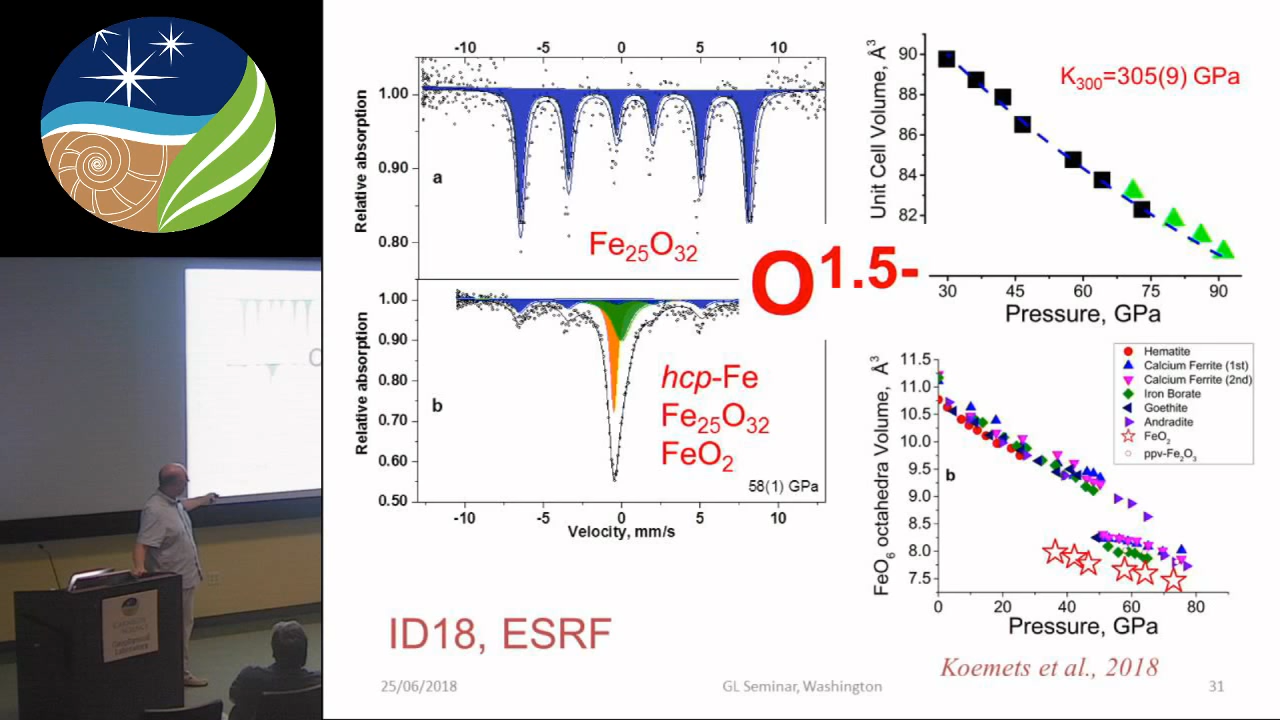 -10 -5 0 5 10
1.00
0.90
0.80
Relative absorption
a
Fe25O32
1.00
0.90
0.80
0.70
0.60
0.50
Relative absorption
b
hcp-Fe
Fe25O32
FeO2
58(1) GPa
-10 -5 0 5 10
Velocity, mm/s
O1.5-
90
88
86
84
82
Unit Cell Volume, Å3
K300=305(9) GPa
30 45 60 75 90
Pressure, GPa
11.5
11.0
10.5
10.0
9.5
9.0
8.5
8.0
7.5
FeO6 octahedra Volume, Å3
b
Hematite
Calcium Ferrite (1st)
Calcium Ferrite (2nd)
Iron Borate
Goethite
Andradite
FeO2
ppv-Fe2O3
0 20 40 60 80
Pressure, GPa
ID18, ESRF
Koemets et al., 2018
25/06/2018
GL Seminar, Washington
31